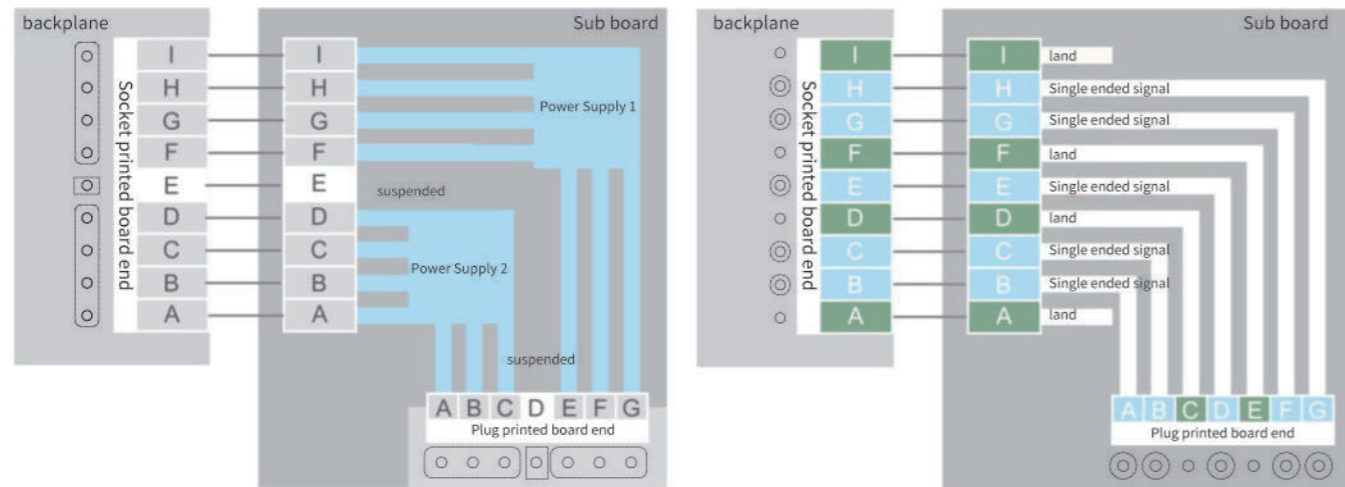 backplane
Sub board
I
H
G
F
E
D
C
B
A
Socket printed board end
I
H
G
F
E
D
C
B
A
Power Supply 1
suspended
Power Supply 2
suspended
A B C D E F G
Plug printed board end
backplane
Sub board
I
H
G
F
E
D
C
B
A
Socket printed board end
I
H
G
F
E
D
C
B
A
land
Single ended signal
Single ended signal
land
Single ended signal
land
Single ended signal
Single ended signal
land
A B C D E F G
Plug printed board end